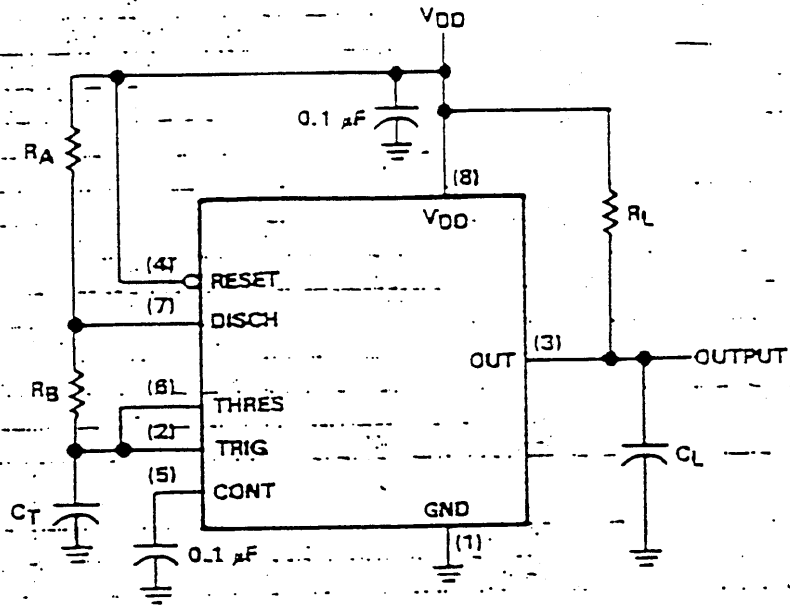 VDD
0.1 µF
RA
(8)
VDD
RL
(4)
RESET
(7)
DISCH
(3)
OUT
OUTPUT
RB
(6)
THRES
(2)
TRIG
(5)
CONT
CL
CT
GND
0.1 µF
(1)